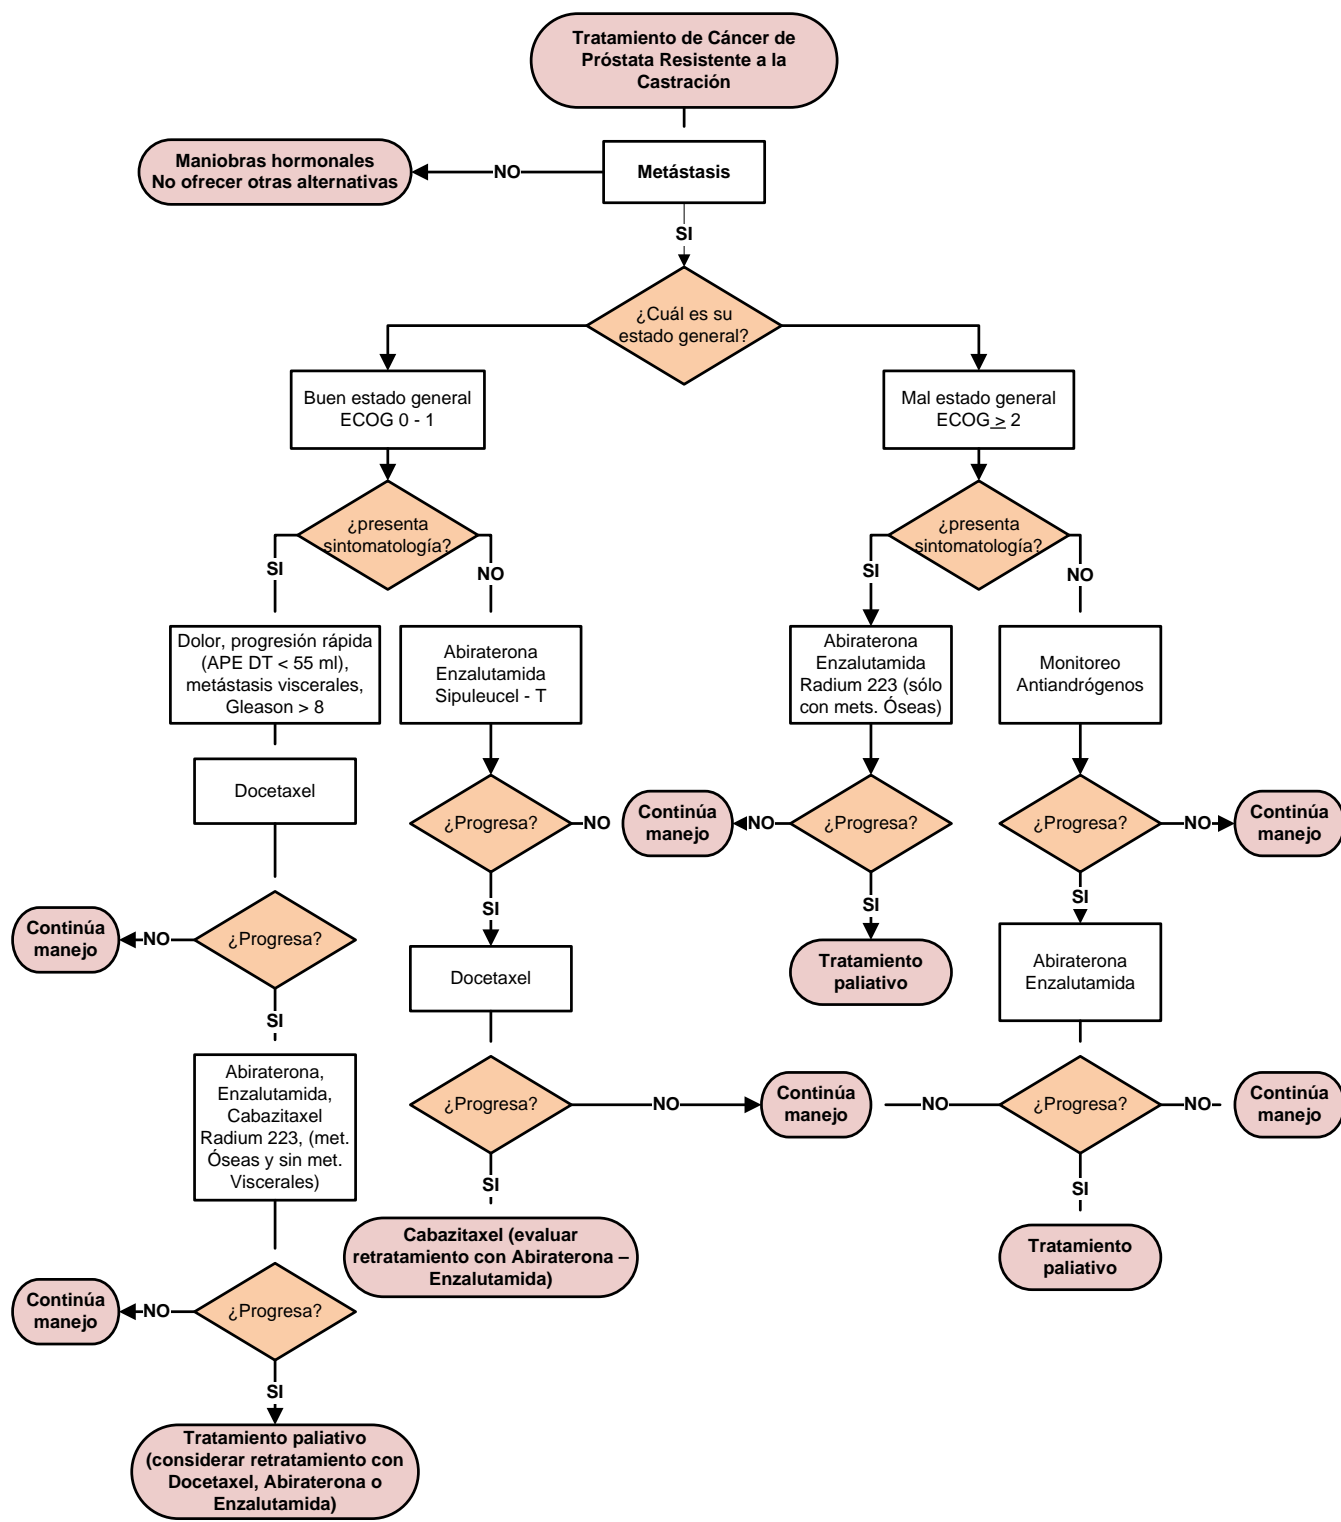 Tratamiento de Cáncer de
Próstata Resistente a la
Castración
Maniobras hormonales
No ofrecer otras alternativas
NO
Metástasis
SI
¿Cuál es su
estado general?
Buen estado general
ECOG 0 - 1
Mal estado general
ECOG > 2
¿presenta
sintomatología?
SI
NO
¿presenta
sintomatología?
SI
NO
Dolor, progresión rápida
(APE DT < 55 ml),
metástasis viscerales,
Gleason > 8
Abiraterona
Enzalutamida
Sipuleucel - T
Abiraterona
Enzalutamida
Radium 223 (sólo
con mets. Óseas)
Monitoreo
Antiandrógenos
Docetaxel
¿Progresa?
NO
Continúa
manejo
NO
¿Progresa?
¿Progresa?
NO
Continúa
manejo
SI
SI
SI
Continúa
manejo
NO
¿Progresa?
Docetaxel
Tratamiento
paliativo
Abiraterona
Enzalutamida
SI
Abiraterona,
Enzalutamida,
Cabazitaxel
Radium 223, (met.
Óseas y sin met.
Viscerales)
¿Progresa?
NO
Continúa
manejo
NO
¿Progresa?
NO
Continúa
manejo
SI
SI
Cabazitaxel (evaluar
retratamiento con Abiraterona –
Enzalutamida)
Tratamiento
paliativo
Continúa
manejo
NO
¿Progresa?
SI
Tratamiento paliativo
(considerar retratamiento con
Docetaxel, Abiraterona o
Enzalutamida)